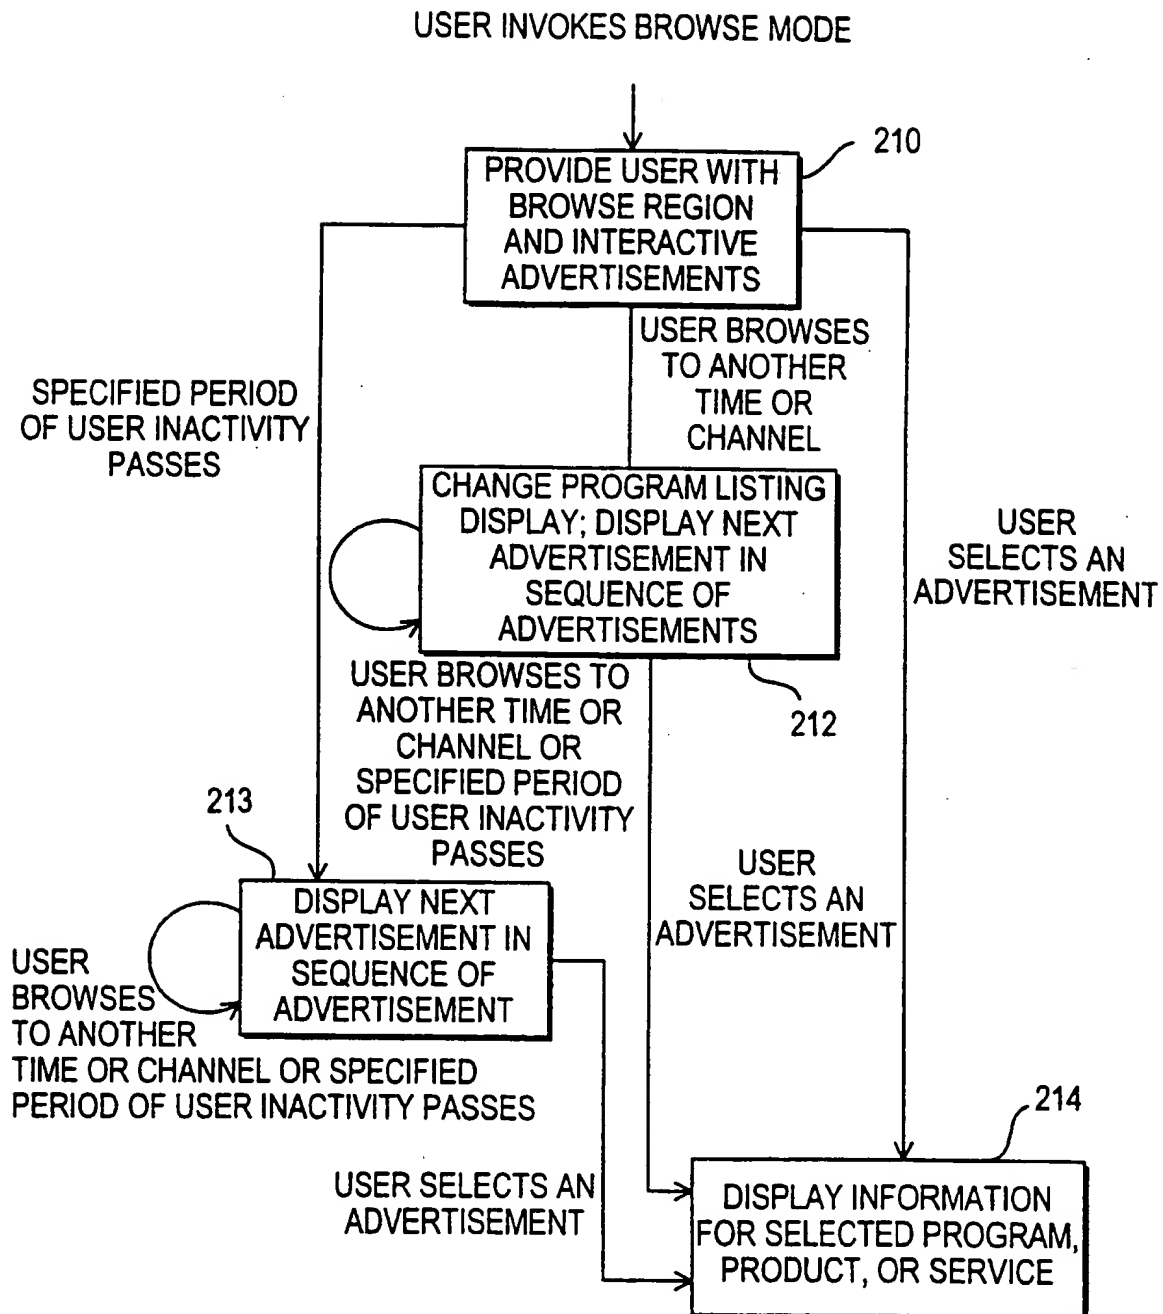 USER INVOKES BROWSE MODE
210
PROVIDE USER WITH
BROWSE REGION
AND INTERACTIVE
ADVERTISEMENTS
USER BROWSES
TO ANOTHER
TIME OR
CHANNEL
SPECIFIED PERIOD
OF USER INACTIVITY
PASSES
CHANGE PROGRAM LISTING
DISPLAY; DISPLAY NEXT
ADVERTISEMENT IN
SEQUENCE OF
ADVERTISEMENTS
USER
SELECTS AN
ADVERTISEMENT
212
USER BROWSES TO
ANOTHER TIME OR
CHANNEL OR
SPECIFIED PERIOD
OF USER INACTIVITY
PASSES
213
USER
SELECTS AN
ADVERTISEMENT
DISPLAY NEXT
ADVERTISEMENT IN
SEQUENCE OF
ADVERTISEMENT
USER
BROWSES
TO ANOTHER
TIME OR CHANNEL OR SPECIFIED
PERIOD OF USER INACTIVITY PASSES
214
USER SELECTS AN
ADVERTISEMENT
DISPLAY INFORMATION
FOR SELECTED PROGRAM,
PRODUCT, OR SERVICE